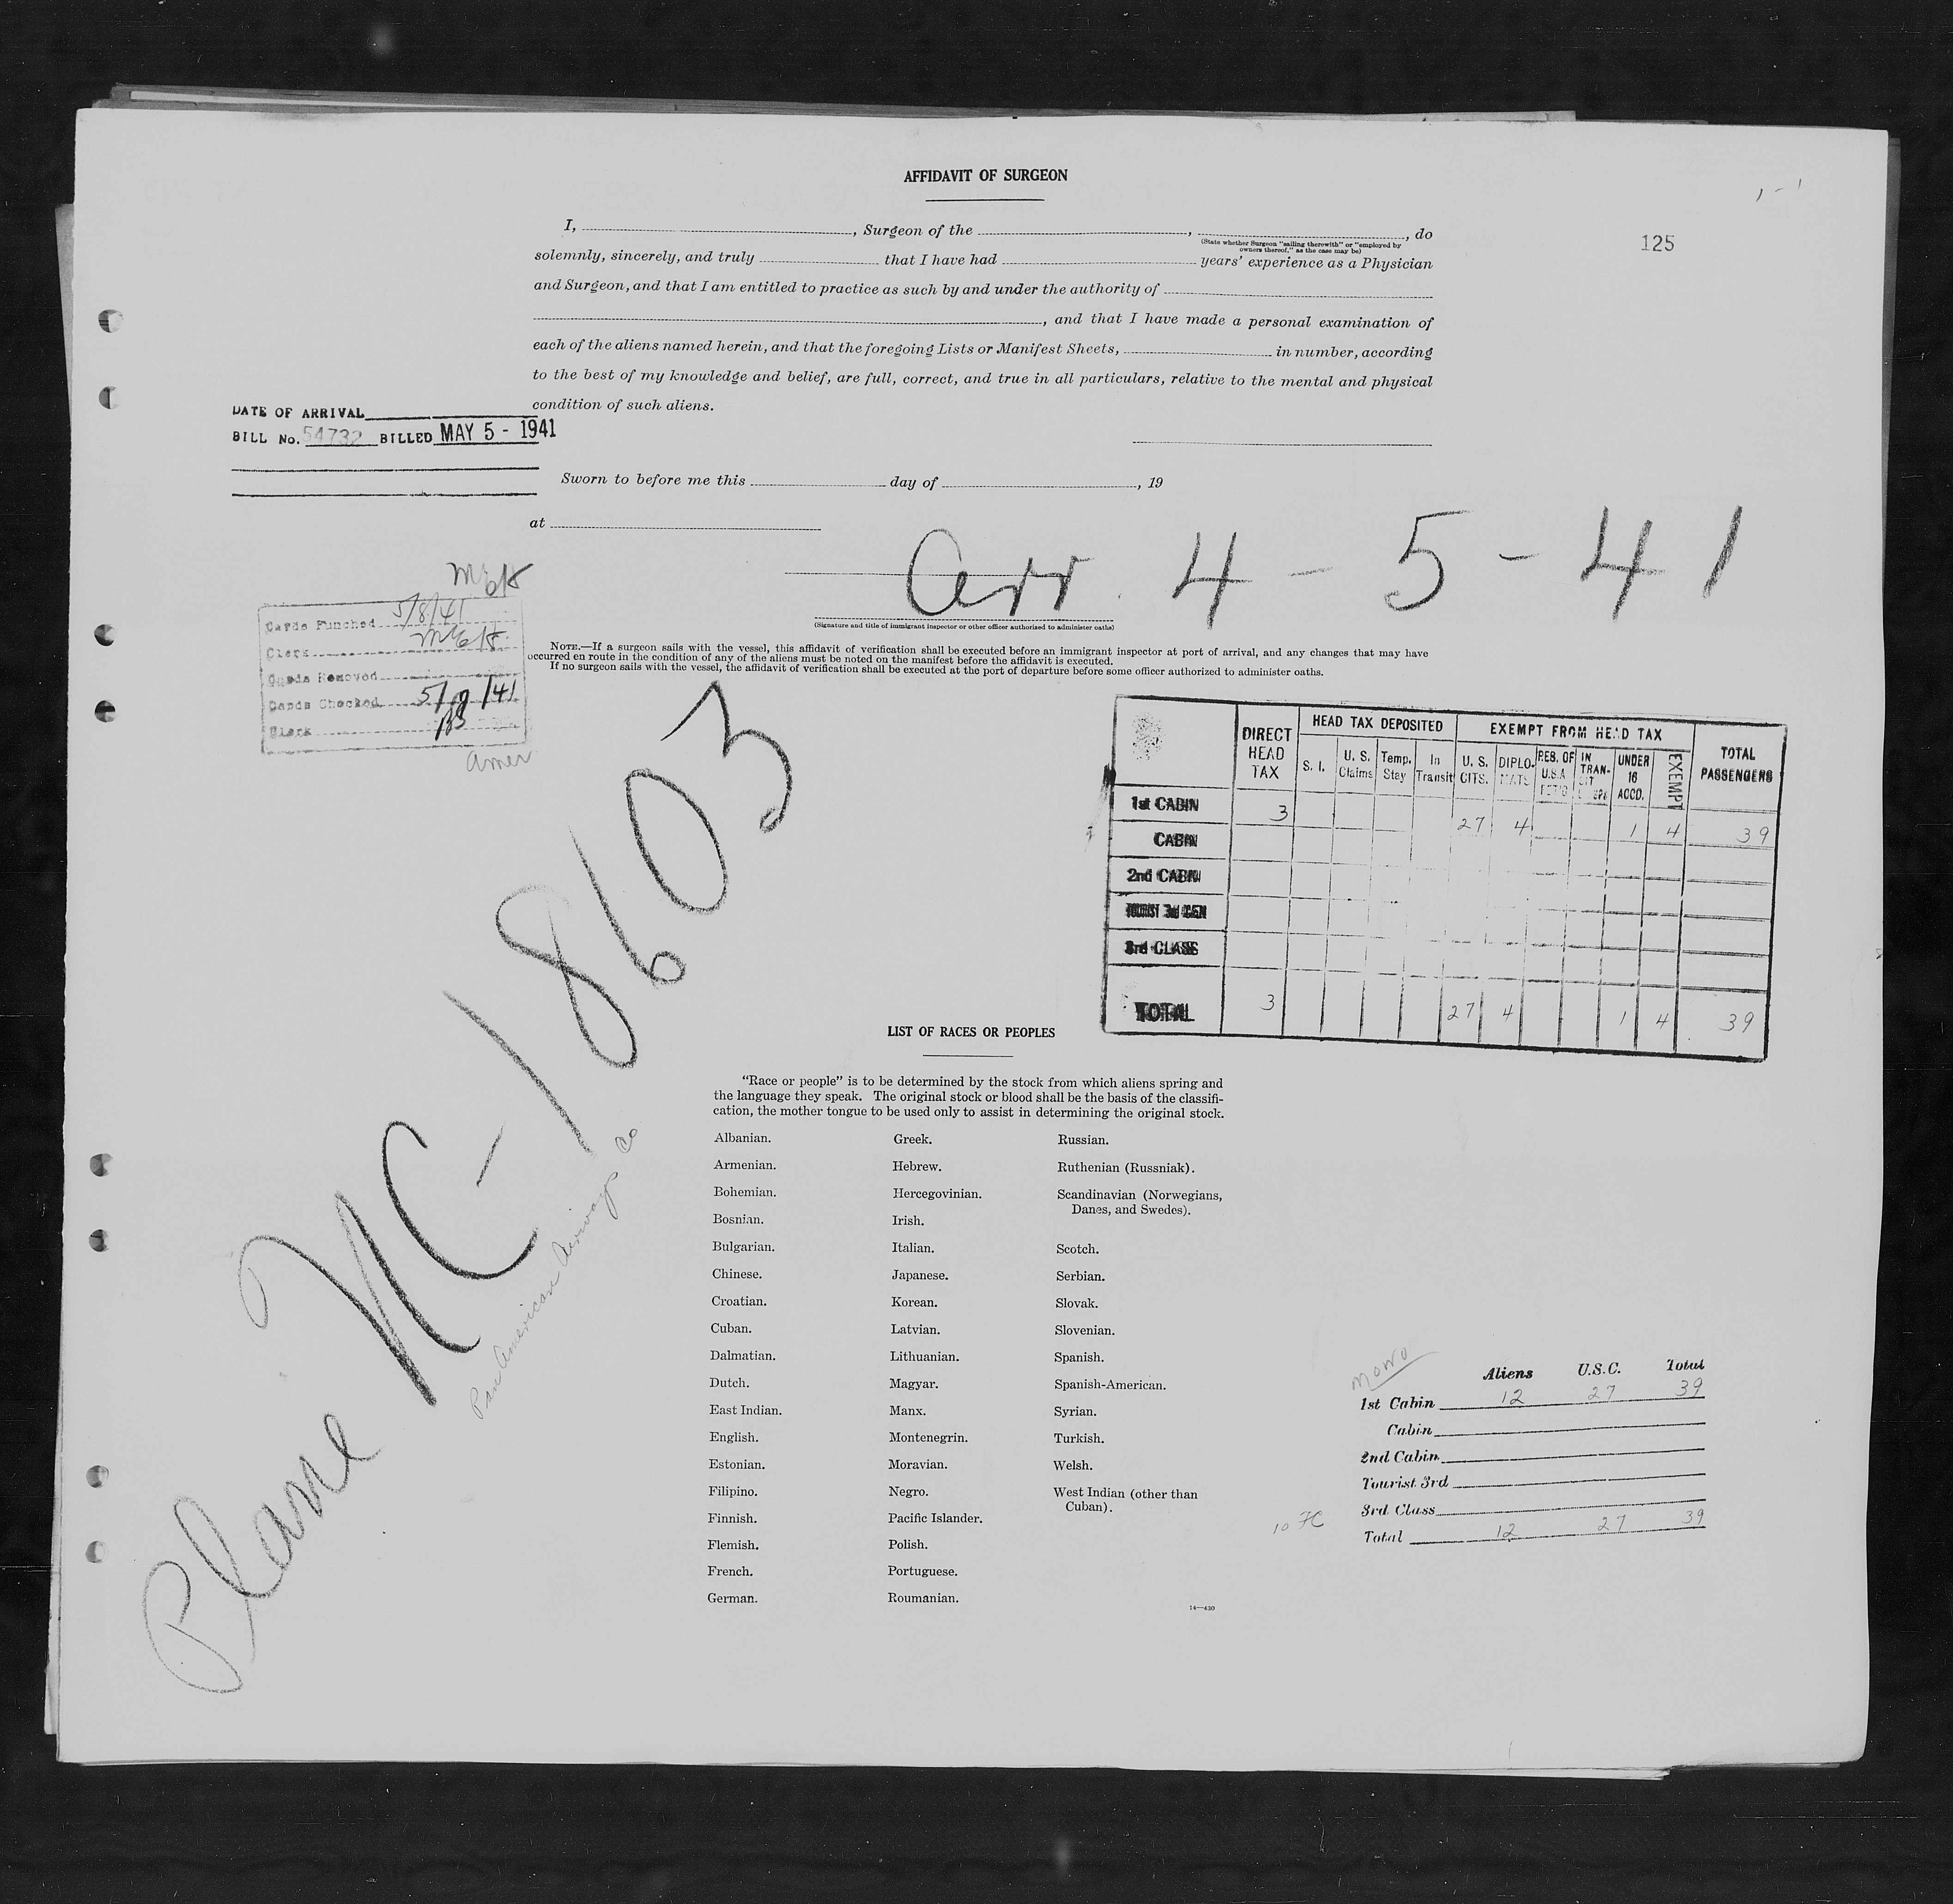 AFFIDAVIT OF SURGEON
1-1
125
I, , Surgeon of the , , do
(State whether Surgeon "sailing therewith" or "employed by
owners thereof," as the case may be)
solemnly, sincerely, and truly that I have had years' experience as a Physician
and Surgeon, and that I am entitled to practice as such by and under the authority of
, and that I have made a personal examination of
each of the aliens named herein, and that the foregoing Lists or Manifest Sheets, in number, according
to the best of my knowledge and belief, are full, correct, and true in all particulars, relative to the mental and physical
condition of such aliens.
DATE OF ARRIVAL
BILL No. 54732 BILLED MAY 5 - 1941
Sworn to before me this day of , 19
at
Arr. 4 - 5 - 41
(Signature and title of immigrant inspector or other officer authorized to administer oaths)
Cards Punched 5/8/41
Clerk
Cards Removed
Cards Checked 5/9/41
Clerk BS
Amer
NOTE.—If a surgeon sails with the vessel, this affidavit of verification shall be executed before an immigrant inspector at port of arrival, and any changes that may have
occurred en route in the condition of any of the aliens must be noted on the manifest before the affidavit is executed.
If no surgeon sails with the vessel, the affidavit of verification shall be executed at the port of departure before some officer authorized to administer oaths.
DIRECT HEAD TAX HEAD TAX DEPOSITED EXEMPT FROM HEAD TAX TOTAL PASSENGERS
S. I. U. S. Claims Temp. Stay In Transit U. S. CITS. DIPLO-MATS RES. OF U.S.A. IN TRAN-SIT UNDER 16 ACCD. EXEMPT
1st CABIN 3 27 4 1 4 39
CABIN
2nd CABIN
TOURIST 3rd CAB
3rd CLASS
TOTAL 3 27 4 1 4 39
Plane NC-18603
Pan American Airways Co
LIST OF RACES OR PEOPLES
"Race or people" is to be determined by the stock from which aliens spring and
the language they speak. The original stock or blood shall be the basis of the classifi-
cation, the mother tongue to be used only to assist in determining the original stock.
Albanian.
Armenian.
Bohemian.
Bosnian.
Bulgarian.
Chinese.
Croatian.
Cuban.
Dalmatian.
Dutch.
East Indian.
English.
Estonian.
Filipino.
Finnish.
Flemish.
French.
German.
Greek.
Hebrew.
Hercegovinian.
Irish.
Italian.
Japanese.
Korean.
Latvian.
Lithuanian.
Magyar.
Manx.
Montenegrin.
Moravian.
Negro.
Pacific Islander.
Polish.
Portuguese.
Roumanian.
Russian.
Ruthenian (Russniak).
Scandinavian (Norwegians,
Danes, and Swedes).
Scotch.
Serbian.
Slovak.
Slovenian.
Spanish.
Spanish-American.
Syrian.
Turkish.
Welsh.
West Indian (other than
Cuban).
14—430
Aliens U.S.C. Total
1st Cabin 12 27 39
Cabin
2nd Cabin
Tourist 3rd
3rd Class
Total 12 27 39